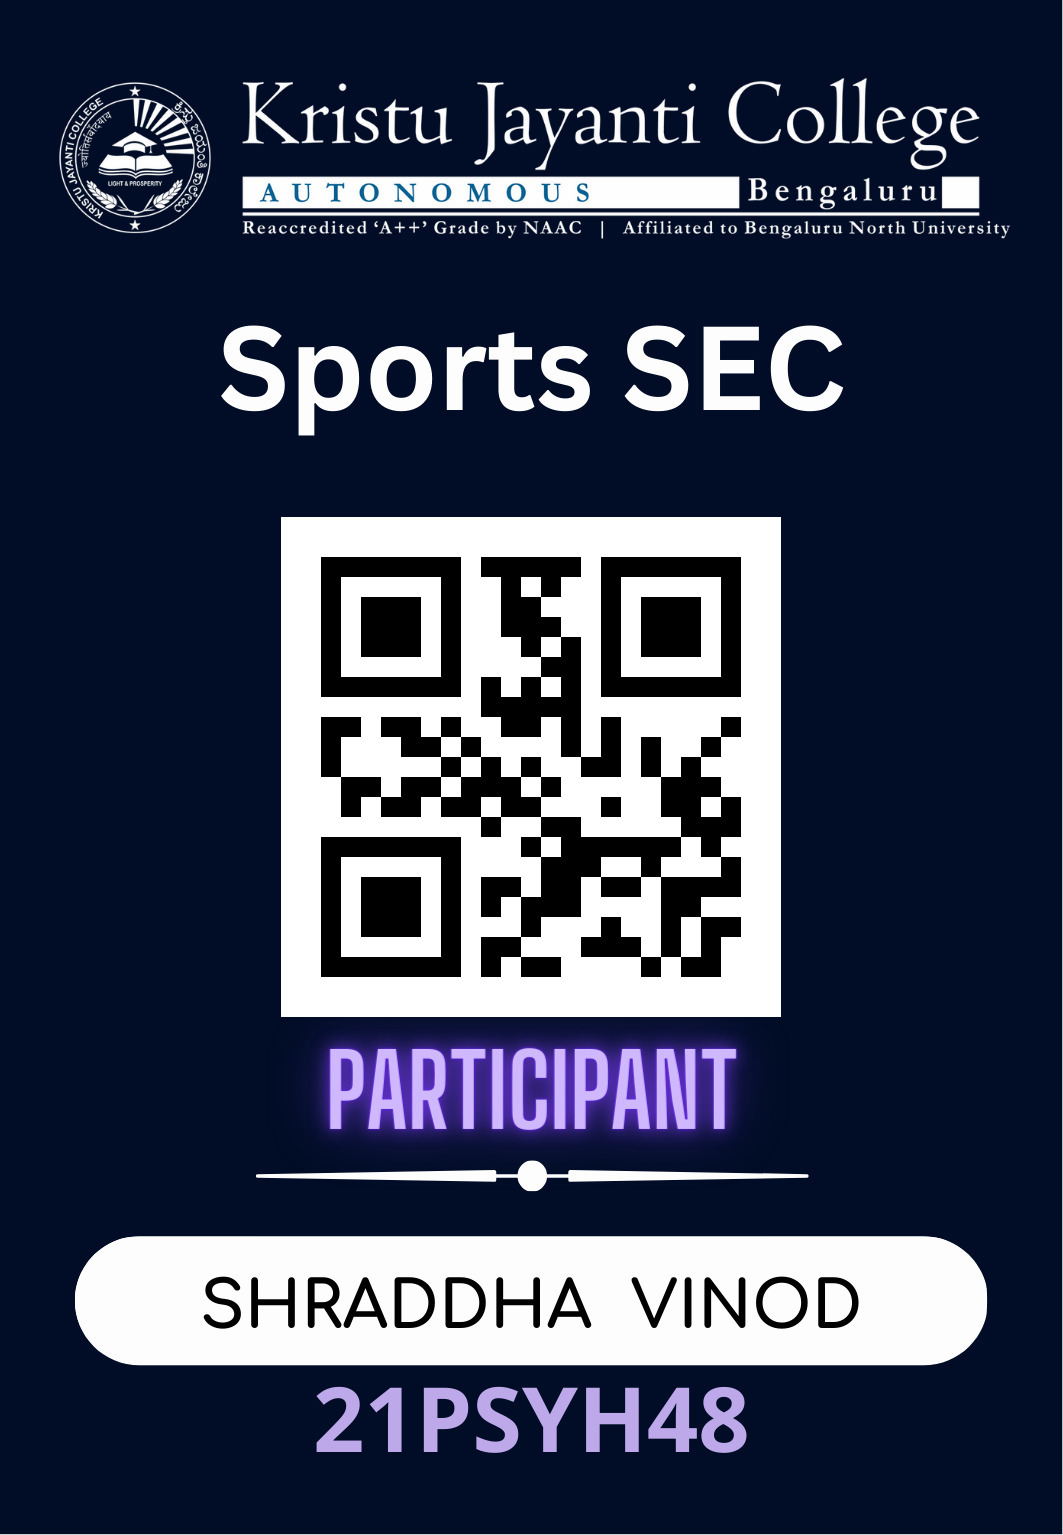 KRISTU JAYANTI COLLEGE
ज्योतिसंवादयाय
LIGHT & PROSPERITY
Kristu Jayanti College
AUTONOMOUS Bengaluru
Reaccredited ‘A++’ Grade by NAAC | Affiliated to Bengaluru North University
Sports SEC
PARTICIPANT
SHRADDHA VINOD
21PSYH48